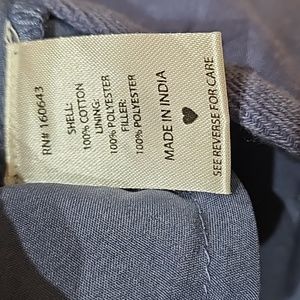 RN# 160643
SHELL:
100% COTTON
LINING:
100% POLYESTER
FILLER:
100% POLYESTER
MADE IN INDIA
SEE REVERSE FOR CARE